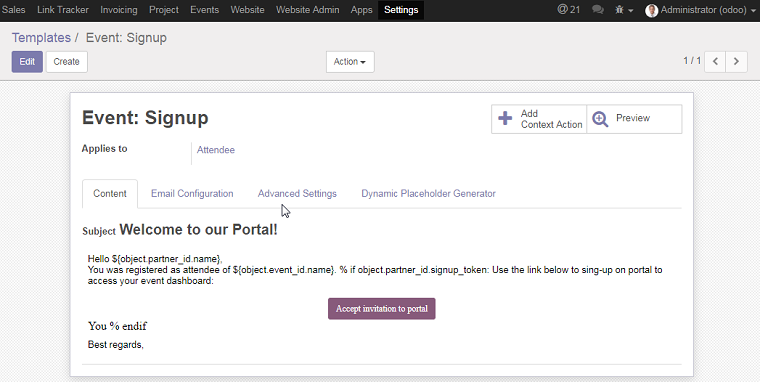 Sales Link Tracker Invoicing Project Events Website Website Admin Apps Settings @ 21 Administrator (odoo)
Templates / Event: Signup
Edit Create Action 1 / 1
Event: Signup
Add
Context Action
Preview
Applies to Attendee
Content Email Configuration Advanced Settings Dynamic Placeholder Generator
Subject Welcome to our Portal!
Hello ${object.partner_id.name},
You was registered as attendee of ${object.event_id.name}. % if object.partner_id.signup_token: Use the link below to sing-up on portal to
access your event dashboard:
Accept invitation to portal
You % endif
Best regards,